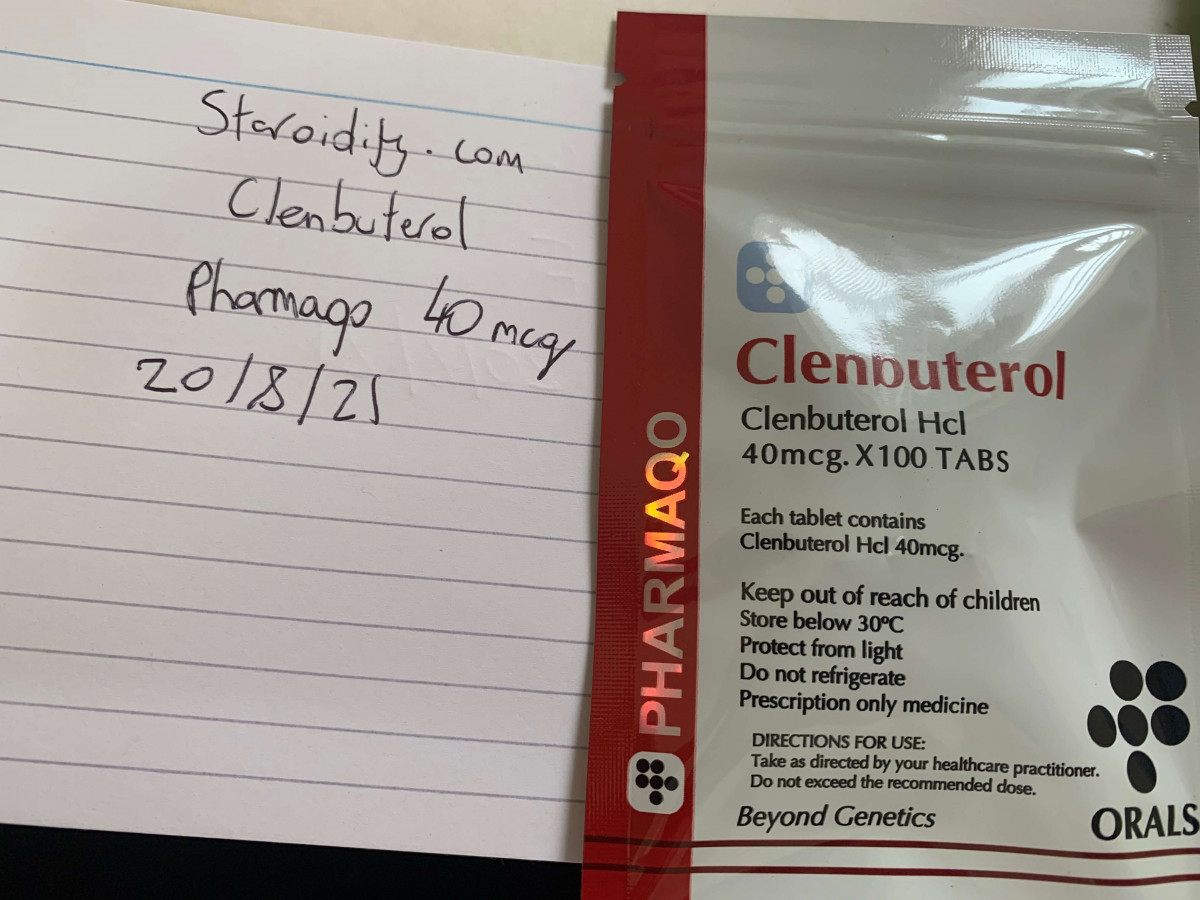 Steroidify.com
Clenbuterol
Pharmaqo 40mcg
20/8/25
PHARMAQO
Clenbuterol
Clenbuterol Hcl
40mcg. X100 TABS
Each tablet contains
Clenbuterol Hcl 40mcg.
Keep out of reach of children
Store below 30ºC
Protect from light
Do not refrigerate
Prescription only medicine
DIRECTIONS FOR USE:
Take as directed by your healthcare practitioner.
Do not exceed the recommended dose.
Beyond Genetics
ORALS